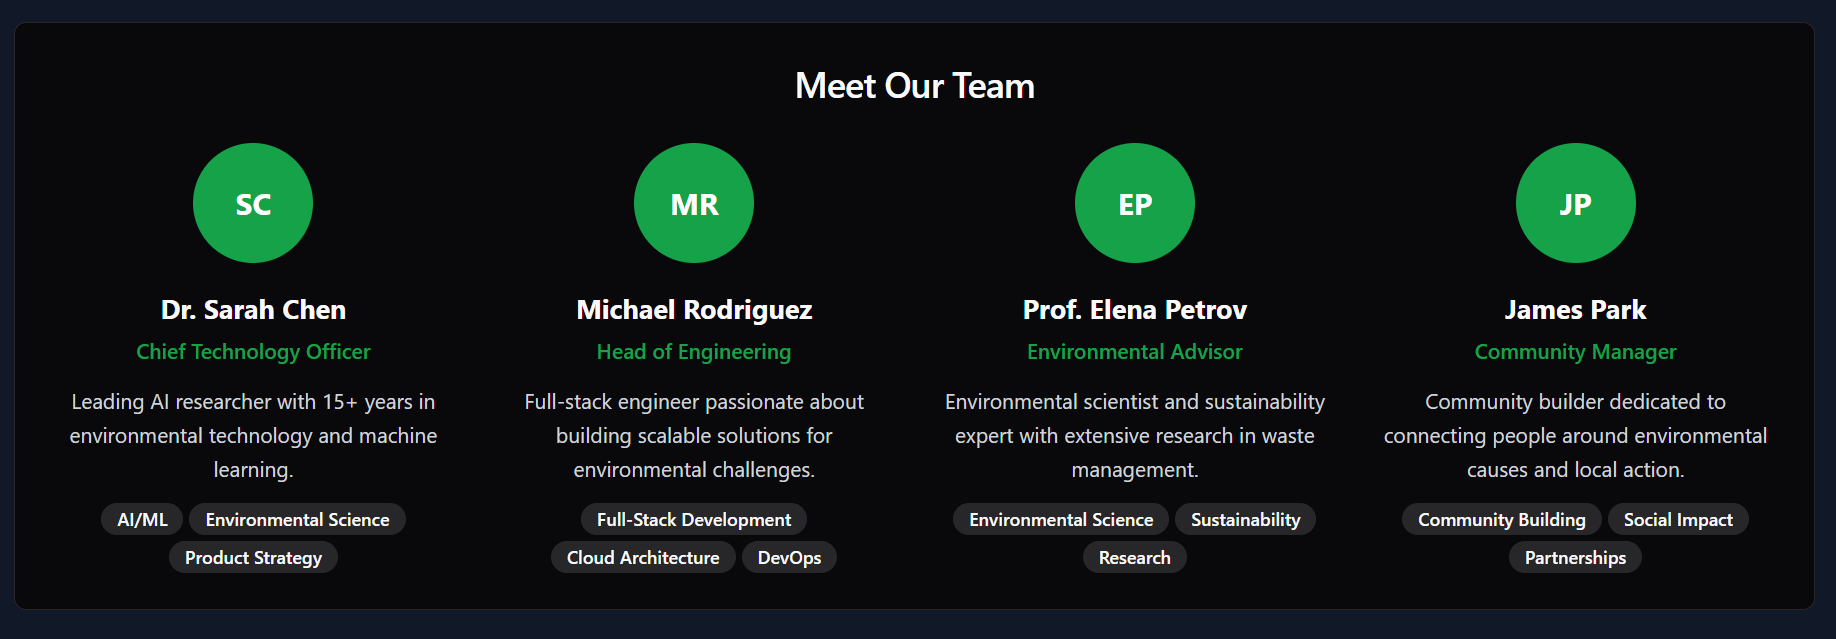 Meet Our Team
SC
Dr. Sarah Chen
Chief Technology Officer
Leading AI researcher with 15+ years in
environmental technology and machine
learning.
AI/ML
Environmental Science
Product Strategy
MR
Michael Rodriguez
Head of Engineering
Full-stack engineer passionate about
building scalable solutions for
environmental challenges.
Full-Stack Development
Cloud Architecture
DevOps
EP
Prof. Elena Petrov
Environmental Advisor
Environmental scientist and sustainability
expert with extensive research in waste
management.
Environmental Science
Sustainability
Research
JP
James Park
Community Manager
Community builder dedicated to
connecting people around environmental
causes and local action.
Community Building
Social Impact
Partnerships